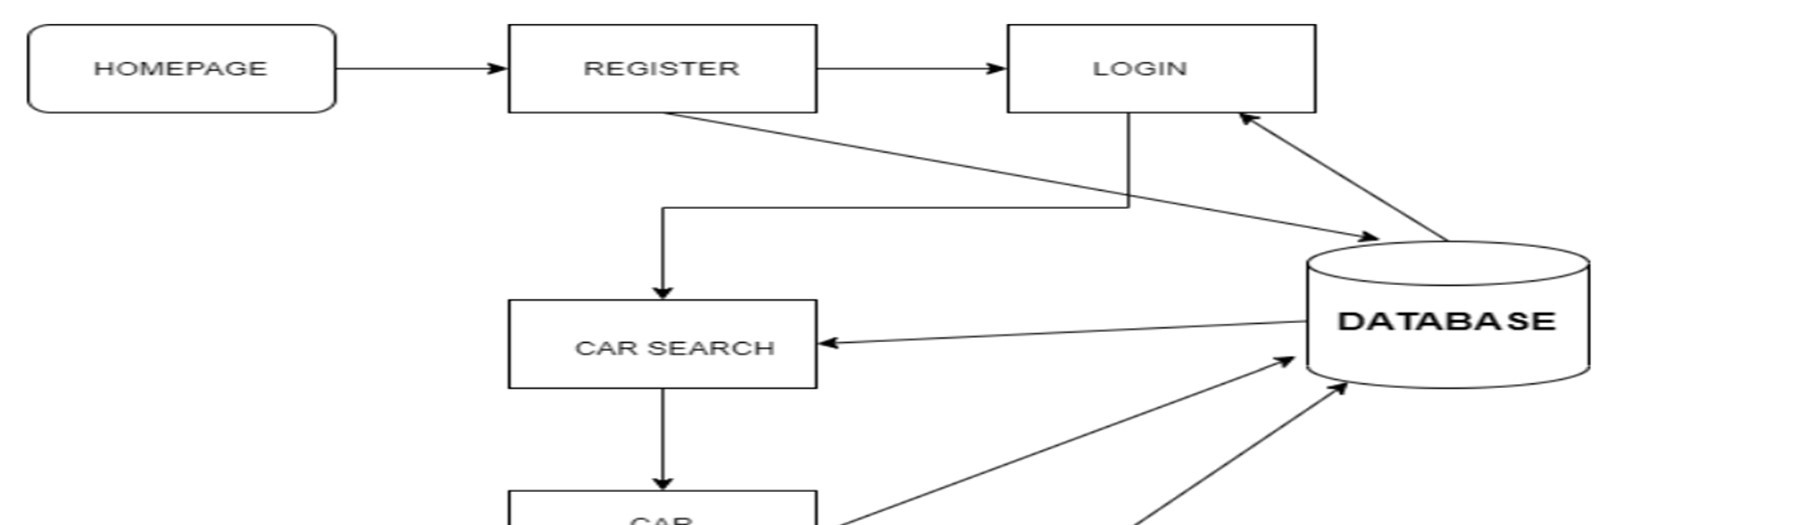 HOMEPAGE
REGISTER
LOGIN
DATABASE
CAR SEARCH
CAR